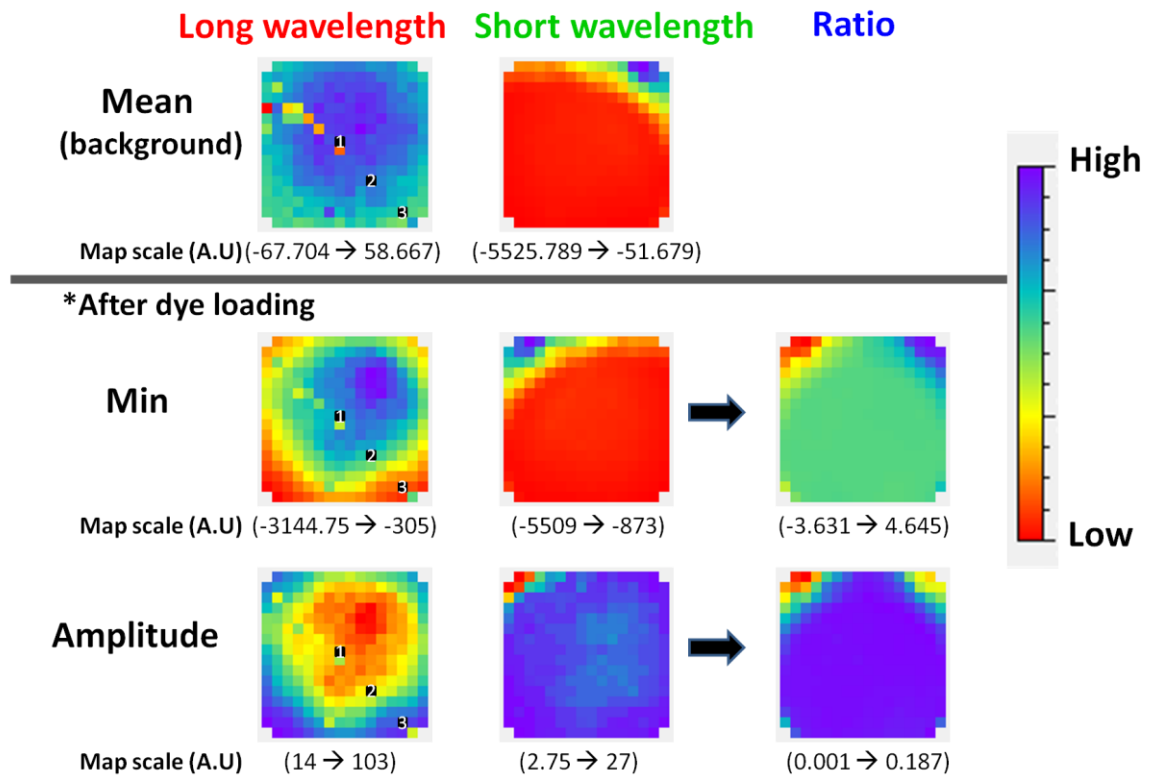 Long wavelength Short wavelength Ratio
Mean
(background)
1
2
3
Map scale (A.U) (-67.704 → 58.667) (-5525.789 → -51.679)
High
Low
*After dye loading
Min
1
2
3
Map scale (A.U) (-3144.75 → -305) (-5509 → -873) (-3.631 → 4.645)
Amplitude
1
2
3
Map scale (A.U) (14 → 103) (2.75 → 27) (0.001 → 0.187)